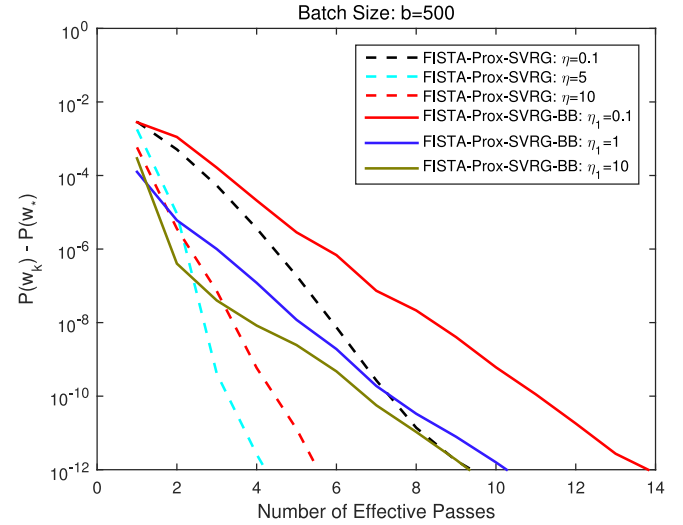 Batch Size: b=500
10^0
10^-2
10^-4
10^-6
10^-8
10^-10
10^-12
P(w_k) - P(w_*)
FISTA-Prox-SVRG: η=0.1
FISTA-Prox-SVRG: η=5
FISTA-Prox-SVRG: η=10
FISTA-Prox-SVRG-BB: η_1=0.1
FISTA-Prox-SVRG-BB: η_1=1
FISTA-Prox-SVRG-BB: η_1=10
0 2 4 6 8 10 12 14
Number of Effective Passes